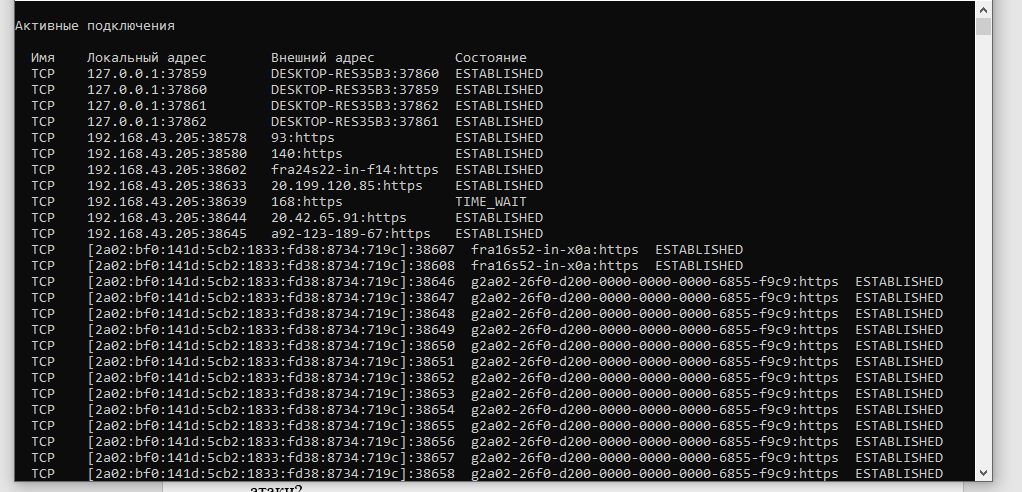 Активные подключения
Имя Локальный адрес Внешний адрес Состояние
TCP 127.0.0.1:37859 DESKTOP-RES35B3:37860 ESTABLISHED
TCP 127.0.0.1:37860 DESKTOP-RES35B3:37859 ESTABLISHED
TCP 127.0.0.1:37861 DESKTOP-RES35B3:37862 ESTABLISHED
TCP 127.0.0.1:37862 DESKTOP-RES35B3:37861 ESTABLISHED
TCP 192.168.43.205:38578 93:https ESTABLISHED
TCP 192.168.43.205:38580 140:https ESTABLISHED
TCP 192.168.43.205:38602 fra24s22-in-f14:https ESTABLISHED
TCP 192.168.43.205:38633 20.199.120.85:https ESTABLISHED
TCP 192.168.43.205:38639 168:https TIME_WAIT
TCP 192.168.43.205:38644 20.42.65.91:https ESTABLISHED
TCP 192.168.43.205:38645 a92-123-189-67:https ESTABLISHED
TCP [2a02:bf0:141d:5cb2:1833:fd38:8734:719c]:38607 fra16s52-in-x0a:https ESTABLISHED
TCP [2a02:bf0:141d:5cb2:1833:fd38:8734:719c]:38608 fra16s52-in-x0a:https ESTABLISHED
TCP [2a02:bf0:141d:5cb2:1833:fd38:8734:719c]:38646 g2a02-26f0-d200-0000-0000-0000-6855-f9c9:https ESTABLISHED
TCP [2a02:bf0:141d:5cb2:1833:fd38:8734:719c]:38647 g2a02-26f0-d200-0000-0000-0000-6855-f9c9:https ESTABLISHED
TCP [2a02:bf0:141d:5cb2:1833:fd38:8734:719c]:38648 g2a02-26f0-d200-0000-0000-0000-6855-f9c9:https ESTABLISHED
TCP [2a02:bf0:141d:5cb2:1833:fd38:8734:719c]:38649 g2a02-26f0-d200-0000-0000-0000-6855-f9c9:https ESTABLISHED
TCP [2a02:bf0:141d:5cb2:1833:fd38:8734:719c]:38650 g2a02-26f0-d200-0000-0000-0000-6855-f9c9:https ESTABLISHED
TCP [2a02:bf0:141d:5cb2:1833:fd38:8734:719c]:38651 g2a02-26f0-d200-0000-0000-0000-6855-f9c9:https ESTABLISHED
TCP [2a02:bf0:141d:5cb2:1833:fd38:8734:719c]:38652 g2a02-26f0-d200-0000-0000-0000-6855-f9c9:https ESTABLISHED
TCP [2a02:bf0:141d:5cb2:1833:fd38:8734:719c]:38653 g2a02-26f0-d200-0000-0000-0000-6855-f9c9:https ESTABLISHED
TCP [2a02:bf0:141d:5cb2:1833:fd38:8734:719c]:38654 g2a02-26f0-d200-0000-0000-0000-6855-f9c9:https ESTABLISHED
TCP [2a02:bf0:141d:5cb2:1833:fd38:8734:719c]:38655 g2a02-26f0-d200-0000-0000-0000-6855-f9c9:https ESTABLISHED
TCP [2a02:bf0:141d:5cb2:1833:fd38:8734:719c]:38656 g2a02-26f0-d200-0000-0000-0000-6855-f9c9:https ESTABLISHED
TCP [2a02:bf0:141d:5cb2:1833:fd38:8734:719c]:38657 g2a02-26f0-d200-0000-0000-0000-6855-f9c9:https ESTABLISHED
TCP [2a02:bf0:141d:5cb2:1833:fd38:8734:719c]:38658 g2a02-26f0-d200-0000-0000-0000-6855-f9c9:https ESTABLISHED
атаки?